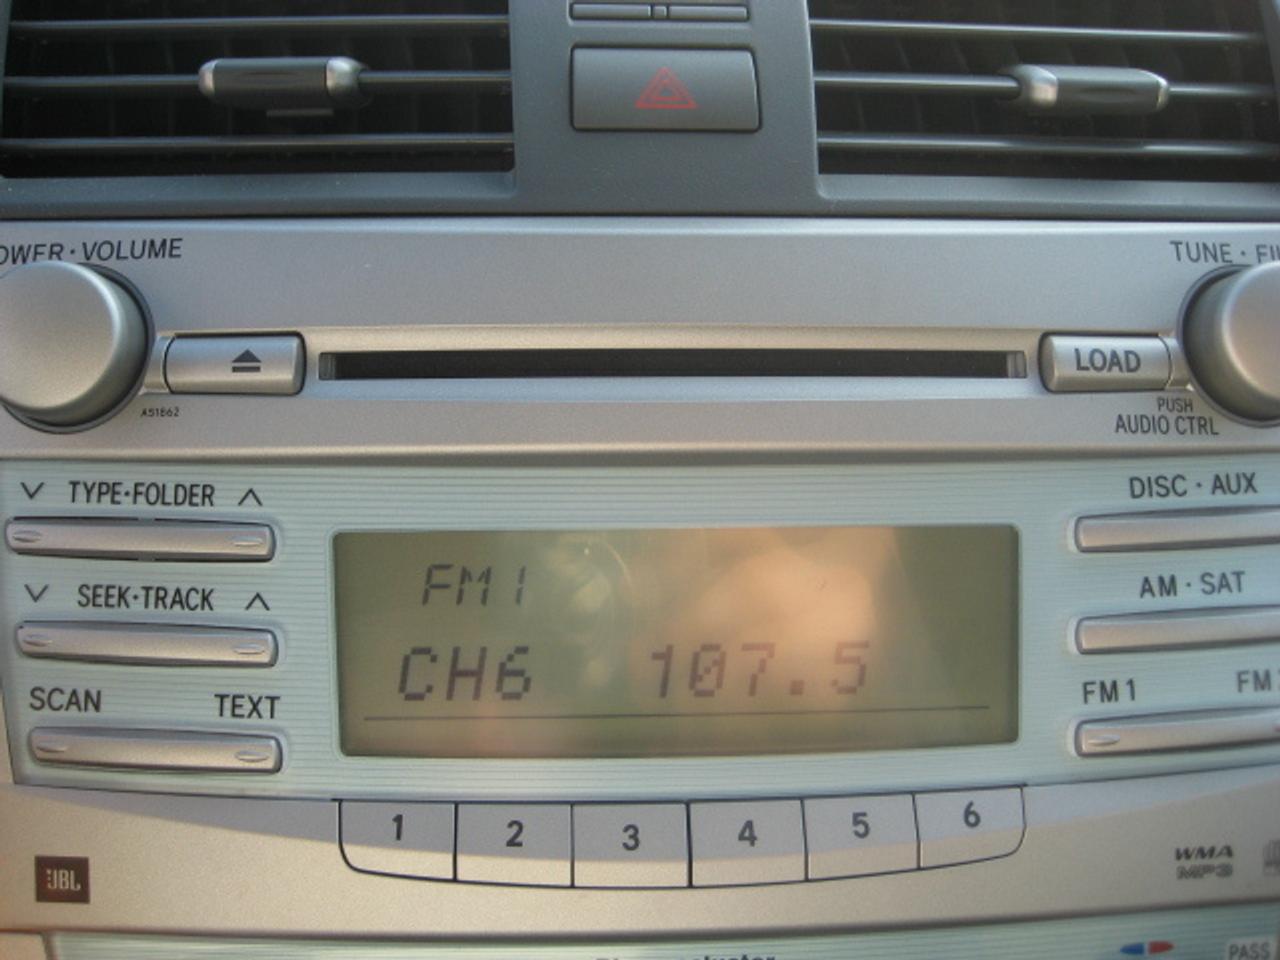 OWER·VOLUME
TUNE·FI
LOAD
A51862
PUSH
AUDIO CTRL
∨ TYPE·FOLDER ∧
DISC·AUX
FM1
∨ SEEK·TRACK ∧
AM·SAT
CH6 107.5
SCAN TEXT
FM1 FM
1 2 3 4 5 6
JBL
WMA
MP3
PASS